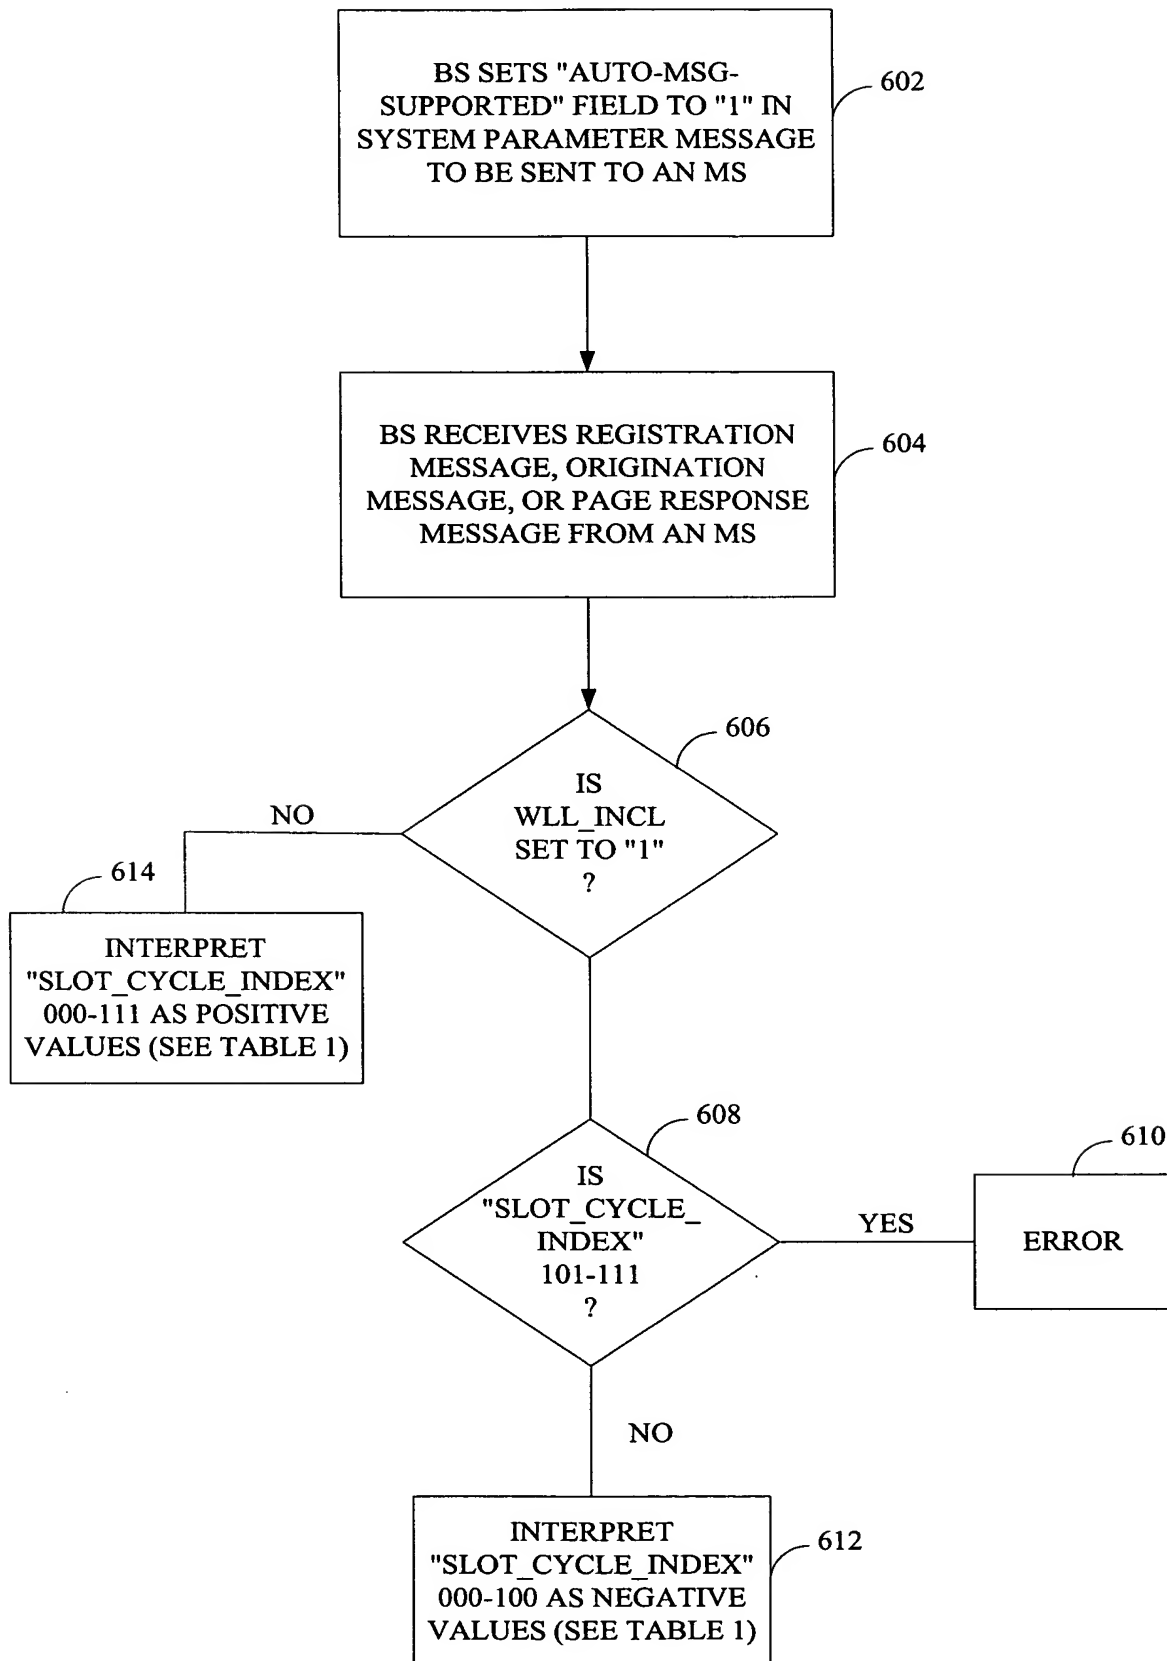 BS SETS "AUTO-MSG-
SUPPORTED" FIELD TO "1" IN
SYSTEM PARAMETER MESSAGE
TO BE SENT TO AN MS
602
BS RECEIVES REGISTRATION
MESSAGE, ORIGINATION
MESSAGE, OR PAGE RESPONSE
MESSAGE FROM AN MS
604
606
IS
WLL_INCL
SET TO "1"
?
NO
614
INTERPRET
"SLOT_CYCLE_INDEX"
000-111 AS POSITIVE
VALUES (SEE TABLE 1)
608
IS
"SLOT_CYCLE_
INDEX"
101-111
?
YES
610
ERROR
NO
INTERPRET
"SLOT_CYCLE_INDEX"
000-100 AS NEGATIVE
VALUES (SEE TABLE 1)
612